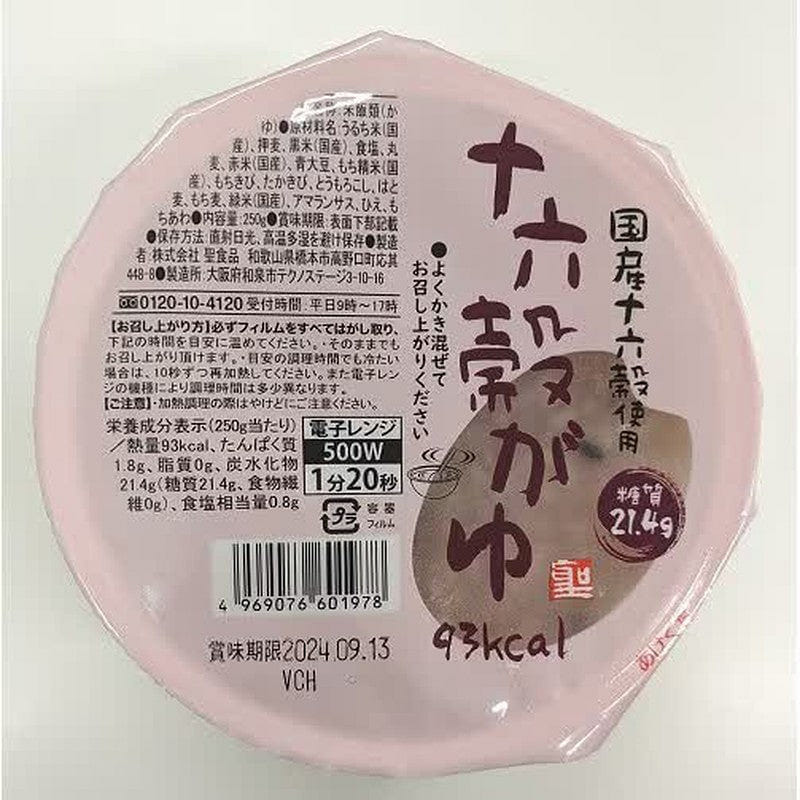 名称:米飯類(か
ゆ)●原材料名:うるち米(国
産)、押麦、黒米(国産)、食塩、丸
麦、赤米(国産)、青大豆、もち精米(国
産)、もちきび、たかきび、とうもろこし、はと
麦、もち麦、緑米(国産)、アマランサス、ひえ、も
ちあわ●内容量:250g●賞味期限:表面下部記載
●保存方法:直射日光、高温多湿を避け保存●製造
者:株式会社 聖食品 和歌山県橋本市高野口町応其
448-8●製造所:大阪府和泉市テクノステージ3-10-16
0120-10-4120 受付時間:平日9時〜17時
【お召し上がり方】必ずフィルムをすべてはがし取り、
下記の時間を目安に温めてください。・そのままでも
お召し上がり頂けます。・目安の調理時間でも冷たい
場合は、10秒ずつ再加熱してください。また電子レン
ジの機種により調理時間は多少異なります。
【ご注意】・加熱調理の際はやけどにご注意ください。
栄養成分表示(250g当たり)
/熱量93kcal、たんぱく質
1.8g、脂質0g、炭水化物
21.4g(糖質21.4g、食物繊
維0g)、食塩相当量0.8g
電子レンジ
500W
1分20秒
プラ
容器
フィルム
4 969076 601978
賞味期限2024.09.13
VCH
●よくかき混ぜて
お召し上がりください
十六穀がゆ
国産十六穀使用
糖質
21.4g
聖
93kcal